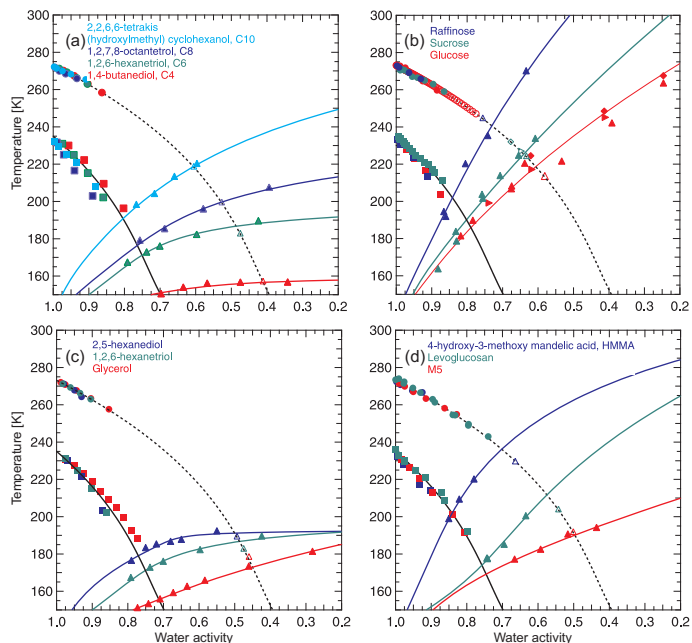 (a)
2,2,6,6-tetrakis
(hydroxylmethyl) cyclohexanol, C10
1,2,7,8-octantetrol, C8
1,2,6-hexanetriol, C6
1,4-butanediol, C4
Temperature [K]
300
280
260
240
220
200
180
160
1.0 0.9 0.8 0.7 0.6 0.5 0.4 0.3 0.2
(b)
Raffinose
Sucrose
Glucose
Temperature [K]
300
280
260
240
220
200
180
160
1.0 0.9 0.8 0.7 0.6 0.5 0.4 0.3 0.2
(c)
2,5-hexanediol
1,2,6-hexanetriol
Glycerol
Temperature [K]
300
280
260
240
220
200
180
160
1.0 0.9 0.8 0.7 0.6 0.5 0.4 0.3 0.2
Water activity
(d)
4-hydroxy-3-methoxy mandelic acid, HMMA
Levoglucosan
M5
Temperature [K]
300
280
260
240
220
200
180
160
1.0 0.9 0.8 0.7 0.6 0.5 0.4 0.3 0.2
Water activity